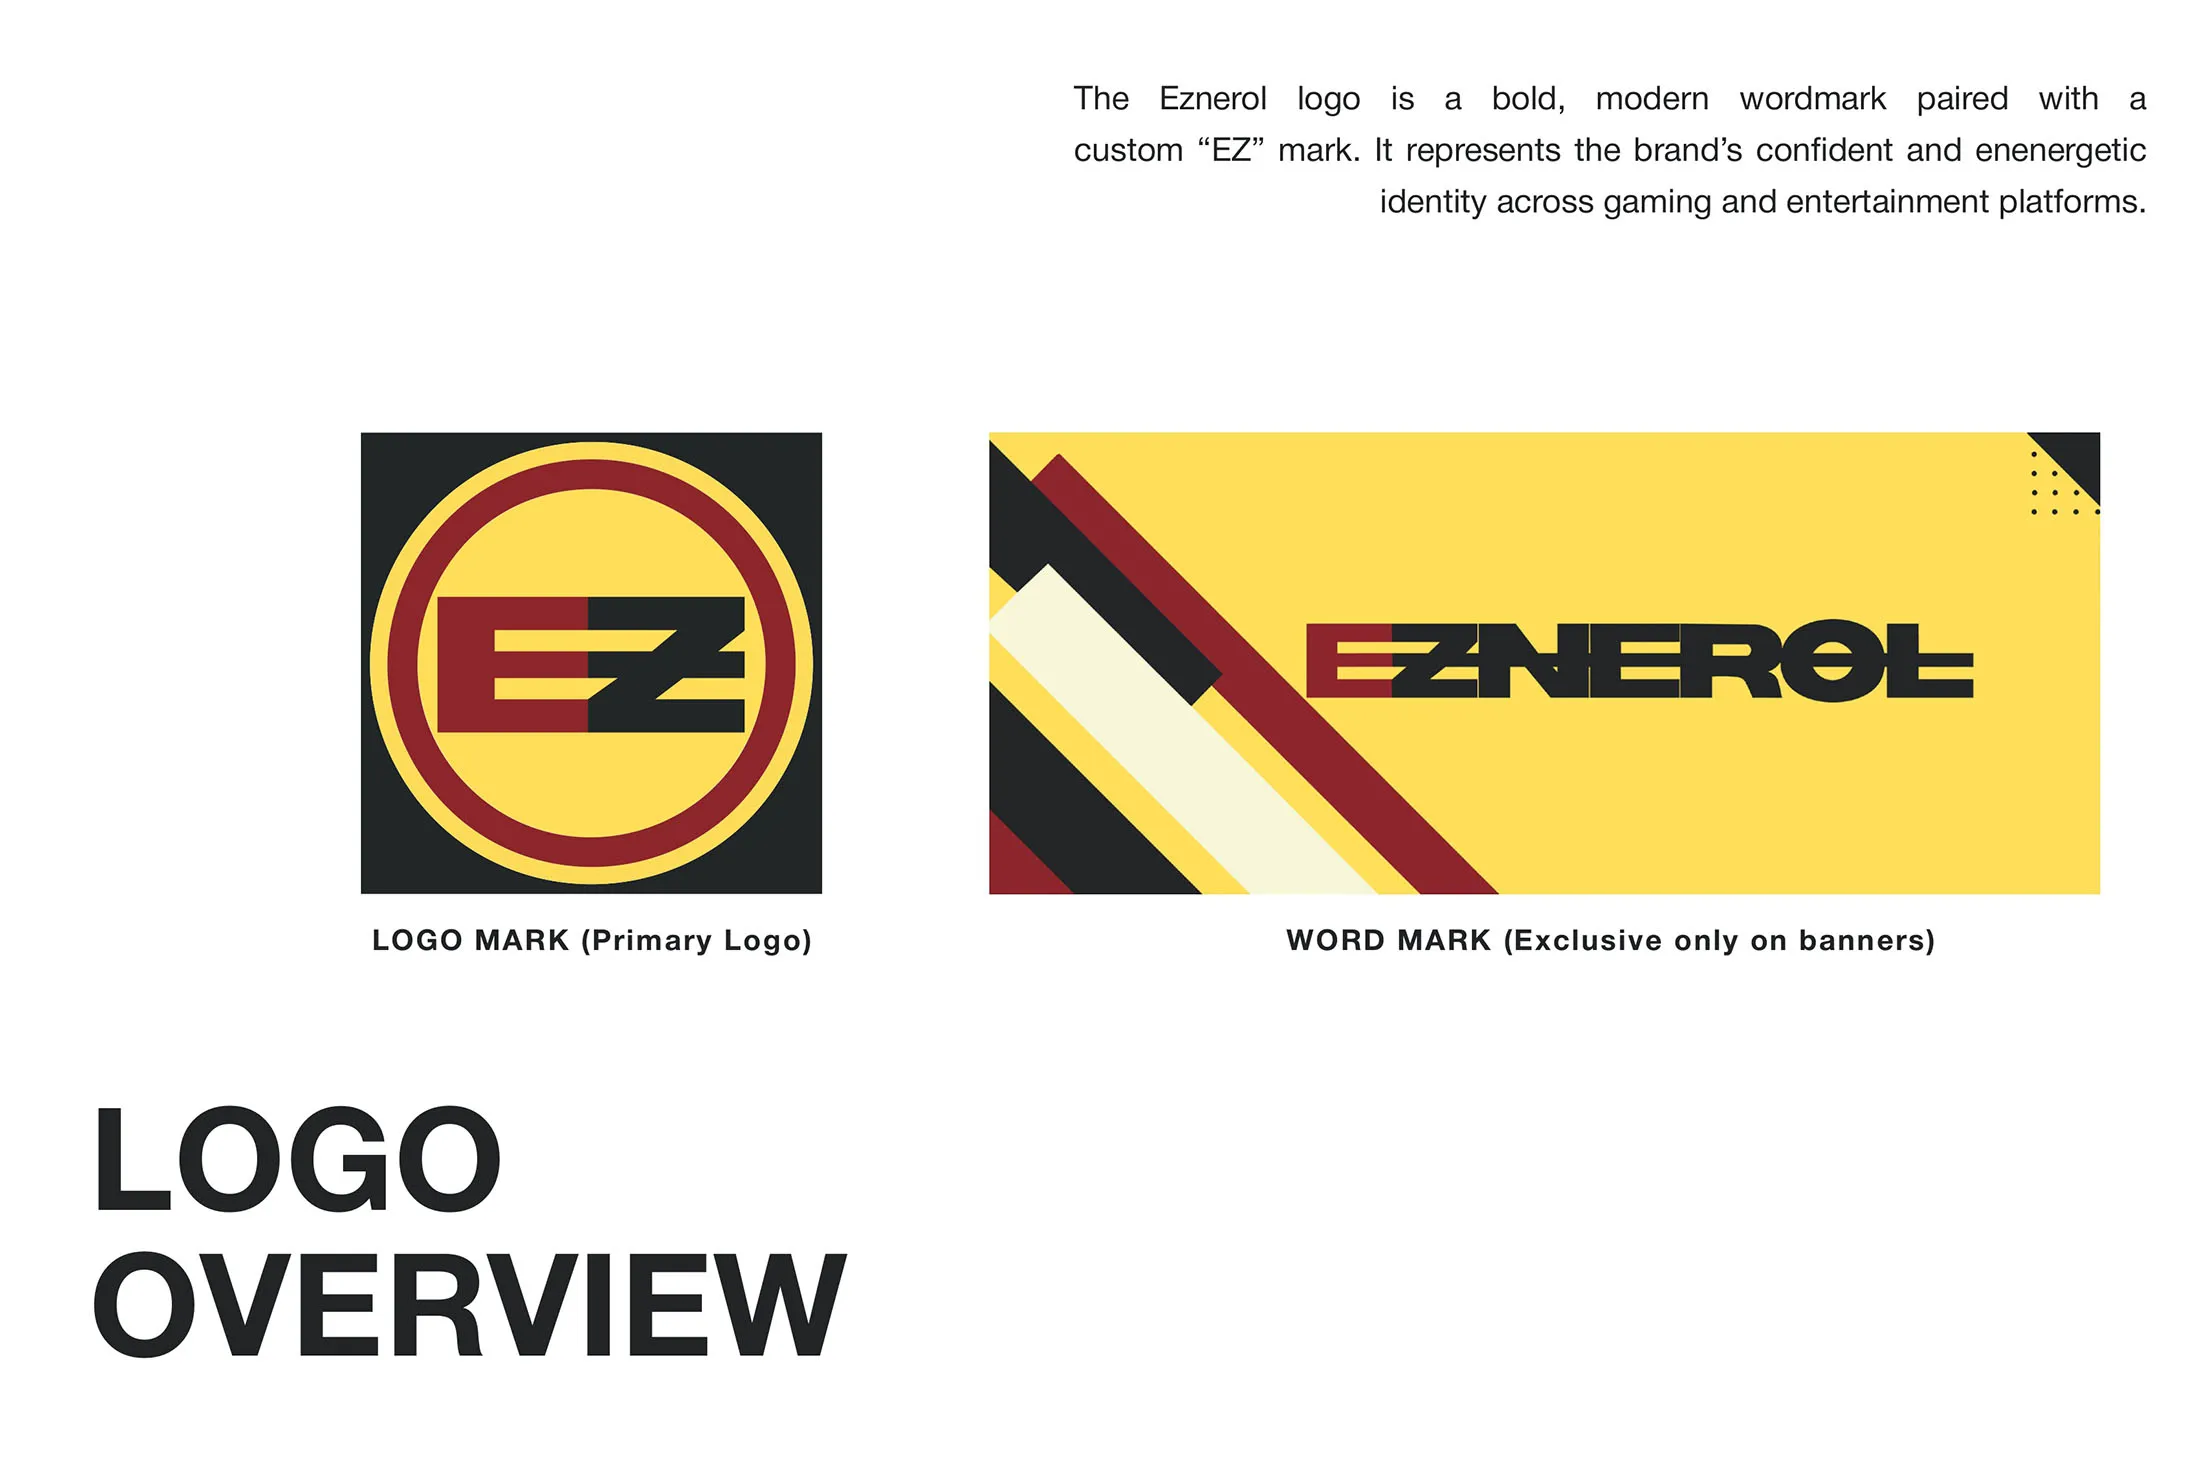 The Eznerol logo is a bold, modern wordmark paired with a
custom “EZ” mark. It represents the brand’s confident and enenergetic
identity across gaming and entertainment platforms.
EZ
EZNEROL
LOGO MARK (Primary Logo)
WORD MARK (Exclusive only on banners)
LOGO
OVERVIEW